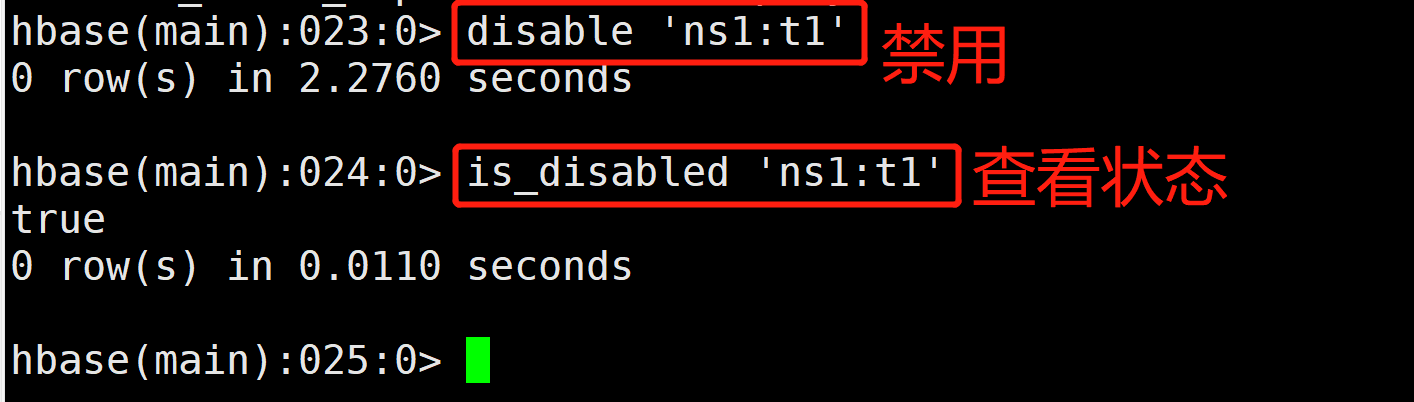 hbase(main):023:0> disable 'ns1:t1' 禁用
0 row(s) in 2.2760 seconds
hbase(main):024:0> is_disabled 'ns1:t1' 查看状态
true
0 row(s) in 0.0110 seconds
hbase(main):025:0>